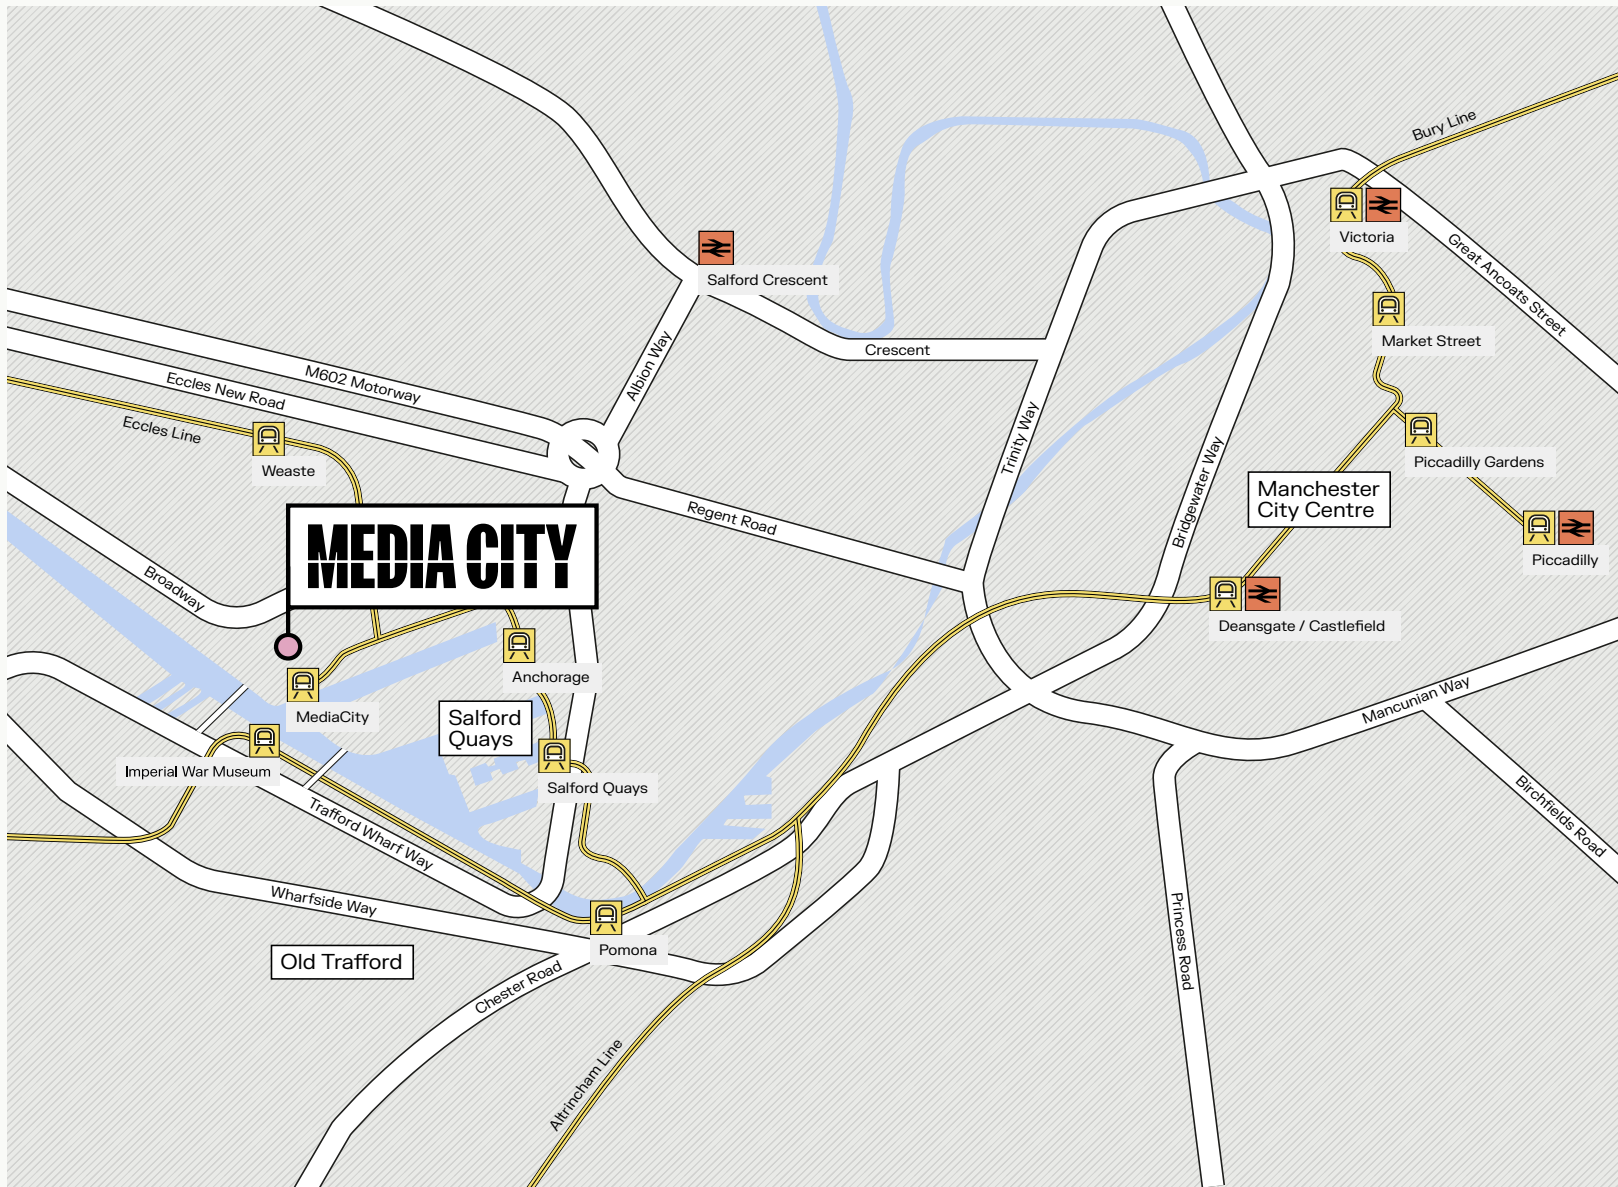 Bury Line
Victoria
Great Ancoats Street
Salford Crescent
Market Street
Crescent
Albion Way
M602 Motorway
Eccles New Road
Eccles Line
Weaste
Trinity Way
Bridgewater Way
Piccadilly Gardens
Manchester
City Centre
Regent Road
Piccadilly
MEDIA CITY
Broadway
Deansgate / Castlefield
Anchorage
MediaCity
Salford
Quays
Mancunian Way
Imperial War Museum
Salford Quays
Trafford Wharf Way
Birchfields Road
Wharfside Way
Princess Road
Pomona
Old Trafford
Chester Road
Altrincham Line